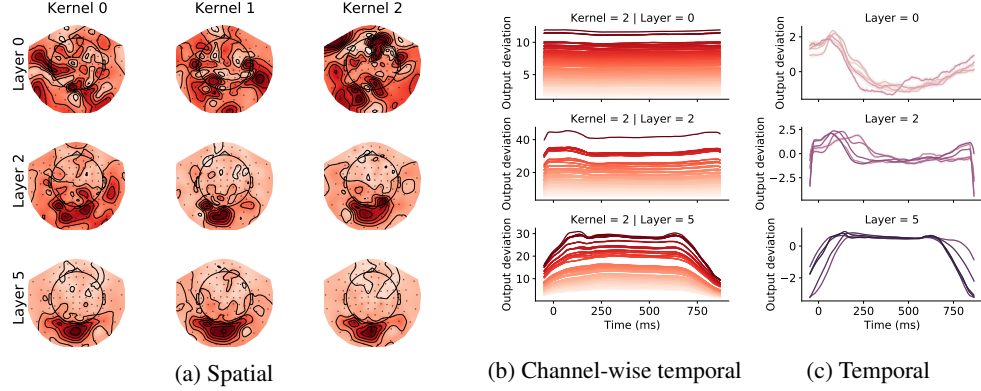 Kernel 0 Kernel 1 Kernel 2
Layer 0
Layer 2
Layer 5
(a) Spatial
Kernel = 2 | Layer = 0
Output deviation
10
5
Kernel = 2 | Layer = 2
Output deviation
40
20
Kernel = 2 | Layer = 5
Output deviation
30
20
10
0 250 500 750
Time (ms)
(b) Channel-wise temporal
Layer = 0
Output deviation
2
0
Layer = 2
Output deviation
2.5
0.0
−2.5
Layer = 5
Output deviation
0
−2
0 250 500 750
Time (ms)
(c) Temporal